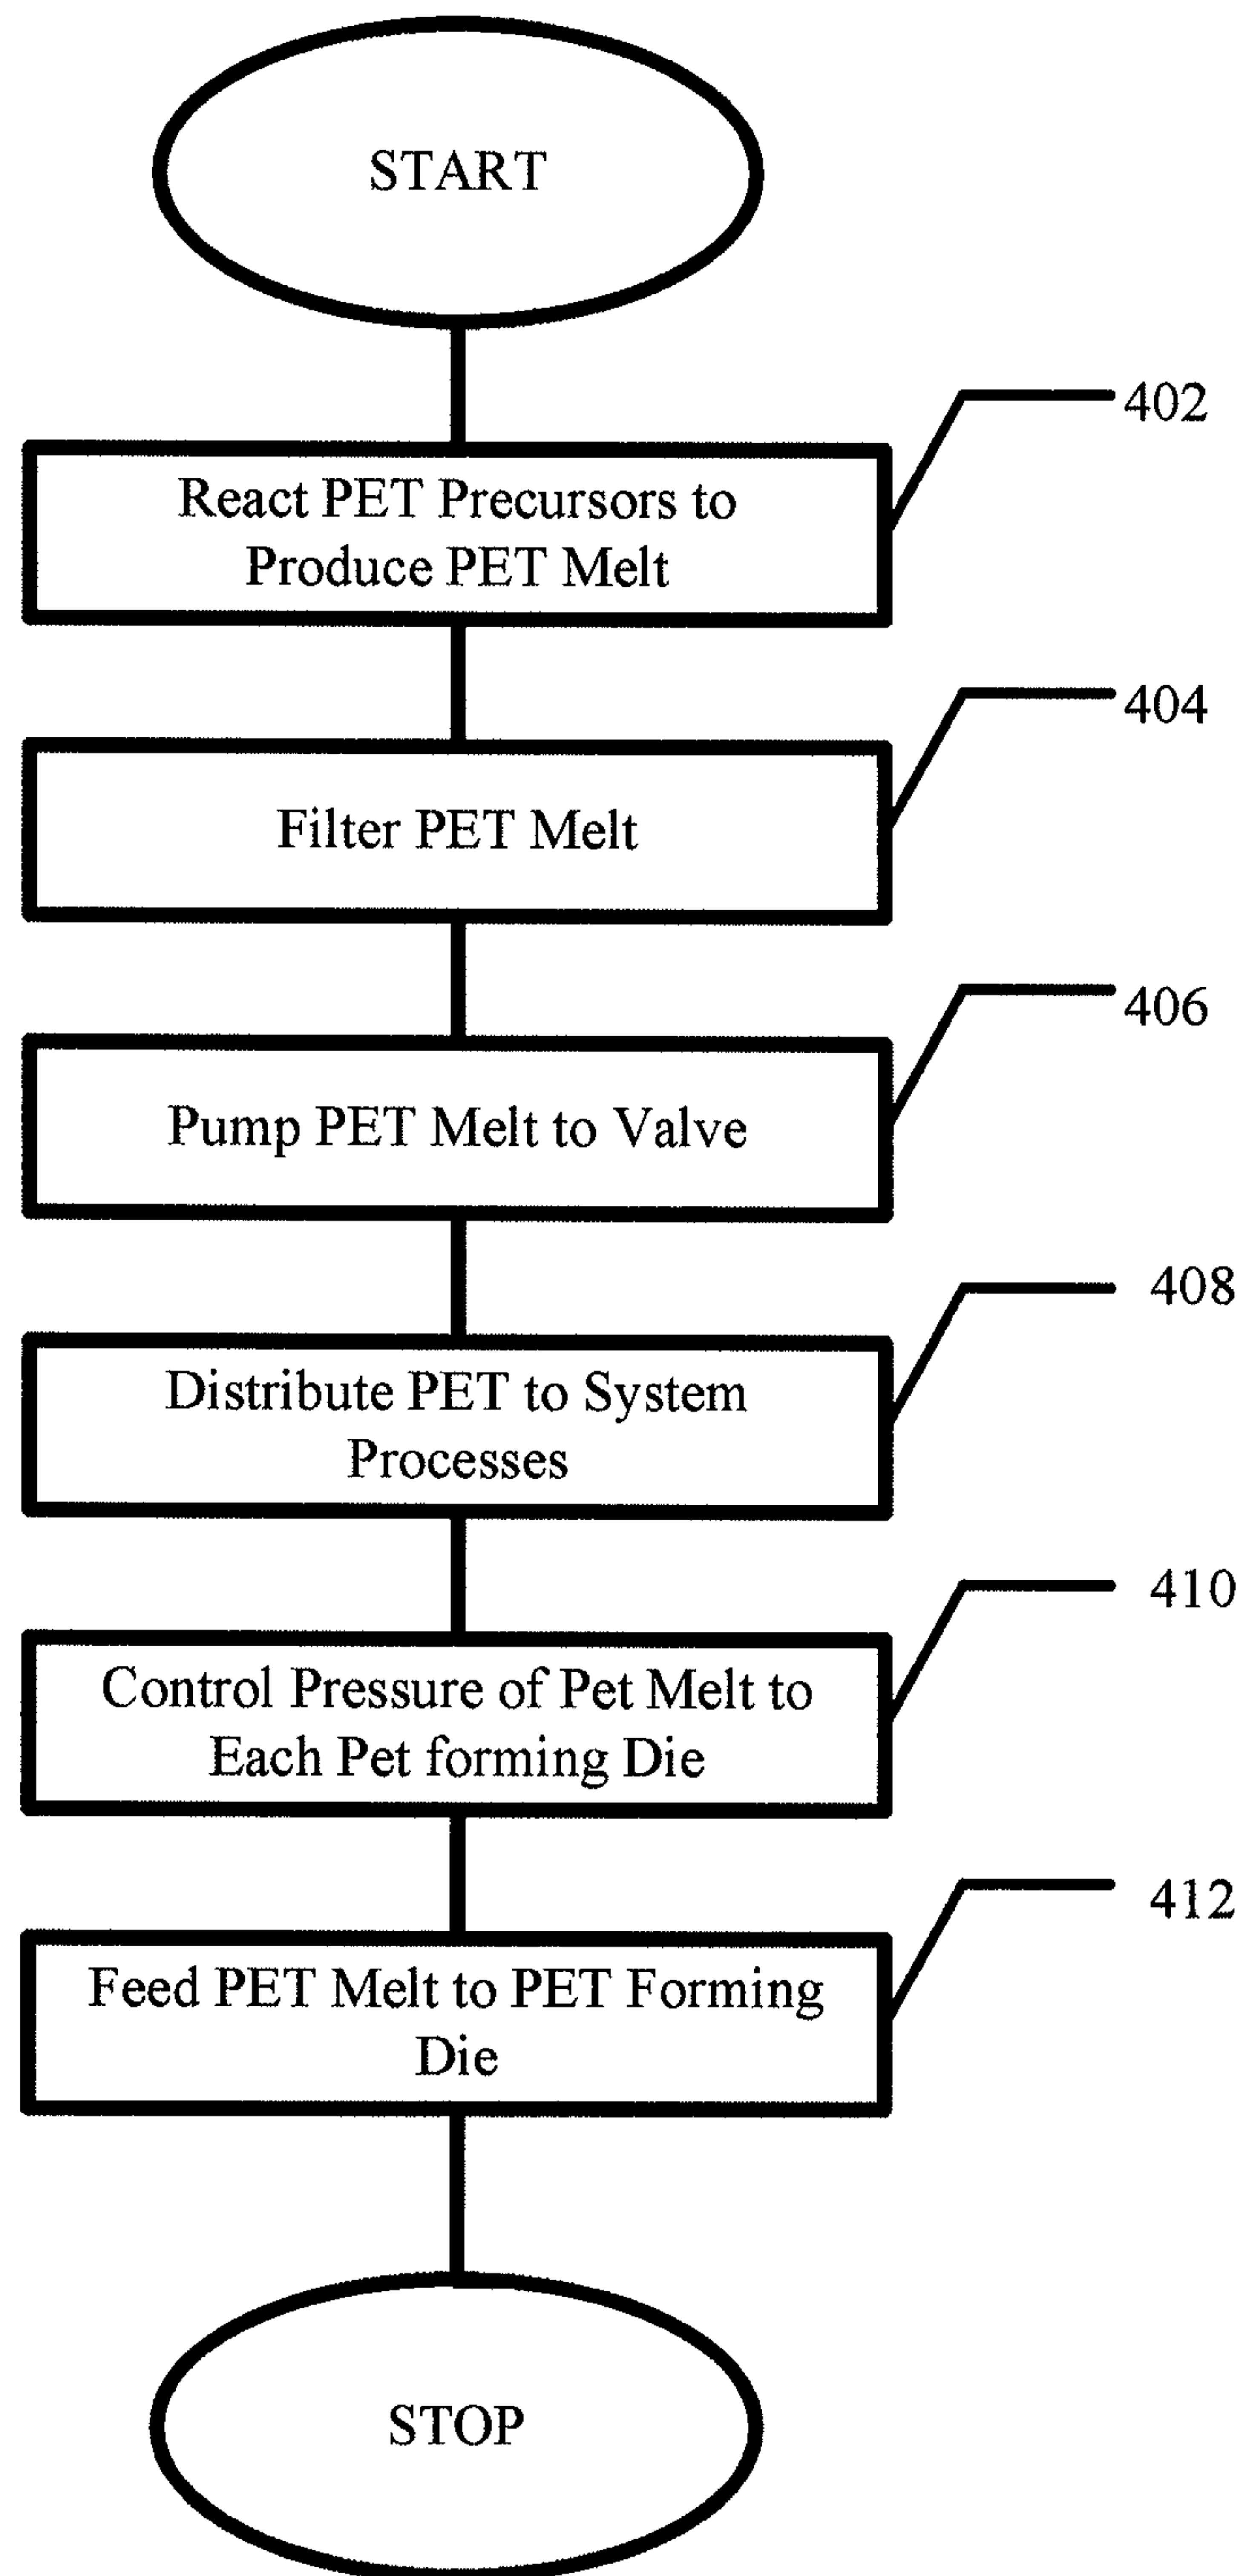 START
402
React PET Precursors to
Produce PET Melt
404
Filter PET Melt
406
Pump PET Melt to Valve
408
Distribute PET to System
Processes
410
Control Pressure of Pet Melt to
Each Pet forming Die
412
Feed PET Melt to PET Forming
Die
STOP